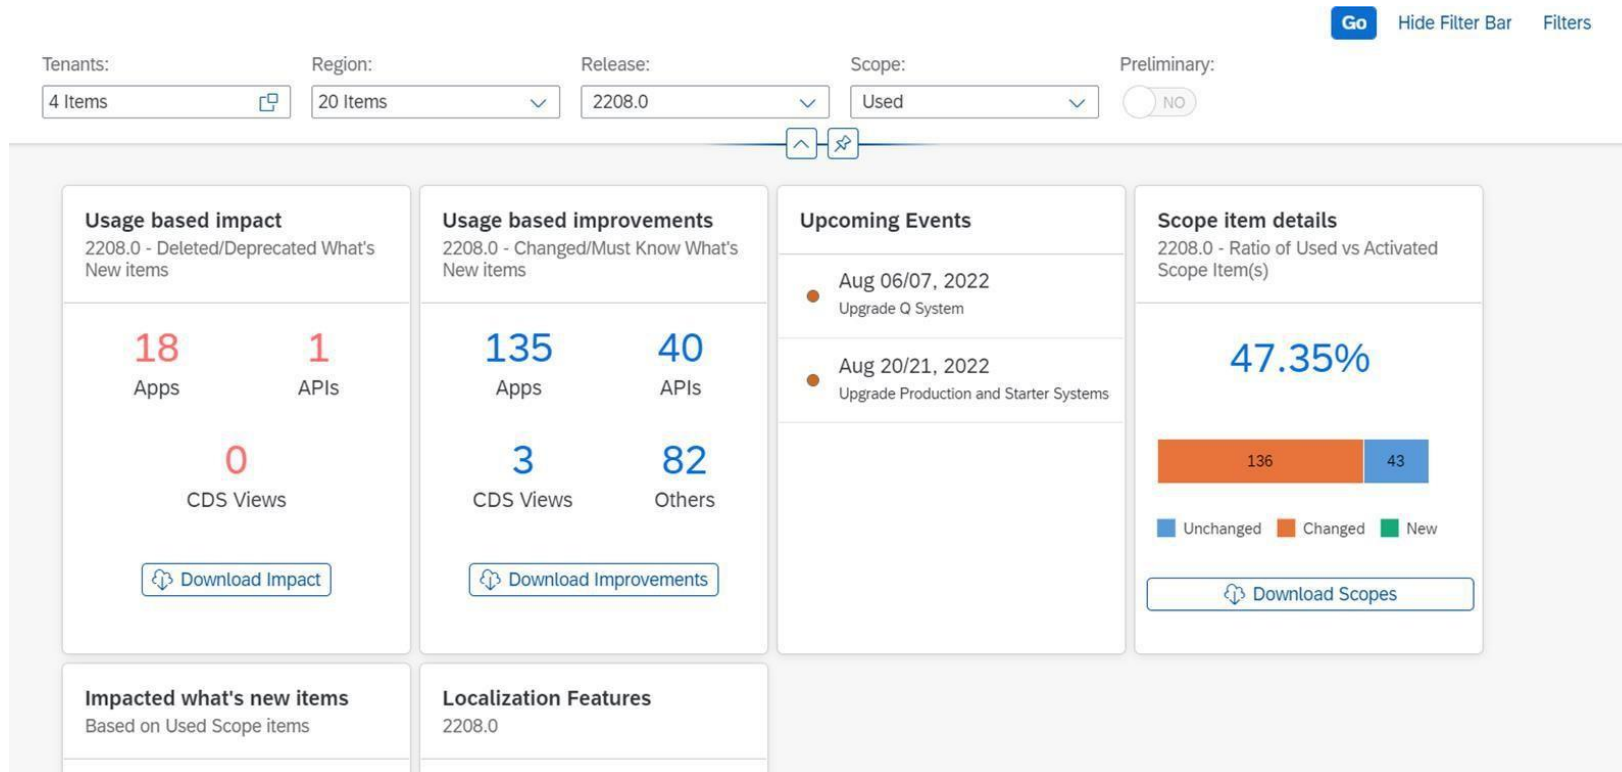 Go Hide Filter Bar Filters
Tenants: Region: Release: Scope: Preliminary:
4 Items 20 Items 2208.0 Used NO
Usage based impact
2208.0 - Deleted/Deprecated What's
New items
18 1
Apps APIs
0
CDS Views
Download Impact
Usage based improvements
2208.0 - Changed/Must Know What's
New items
135 40
Apps APIs
3 82
CDS Views Others
Download Improvements
Upcoming Events
Aug 06/07, 2022
Upgrade Q System
Aug 20/21, 2022
Upgrade Production and Starter Systems
Scope item details
2208.0 - Ratio of Used vs Activated
Scope Item(s)
47.35%
136 43
Unchanged Changed New
Download Scopes
Impacted what's new items
Based on Used Scope items
Localization Features
2208.0